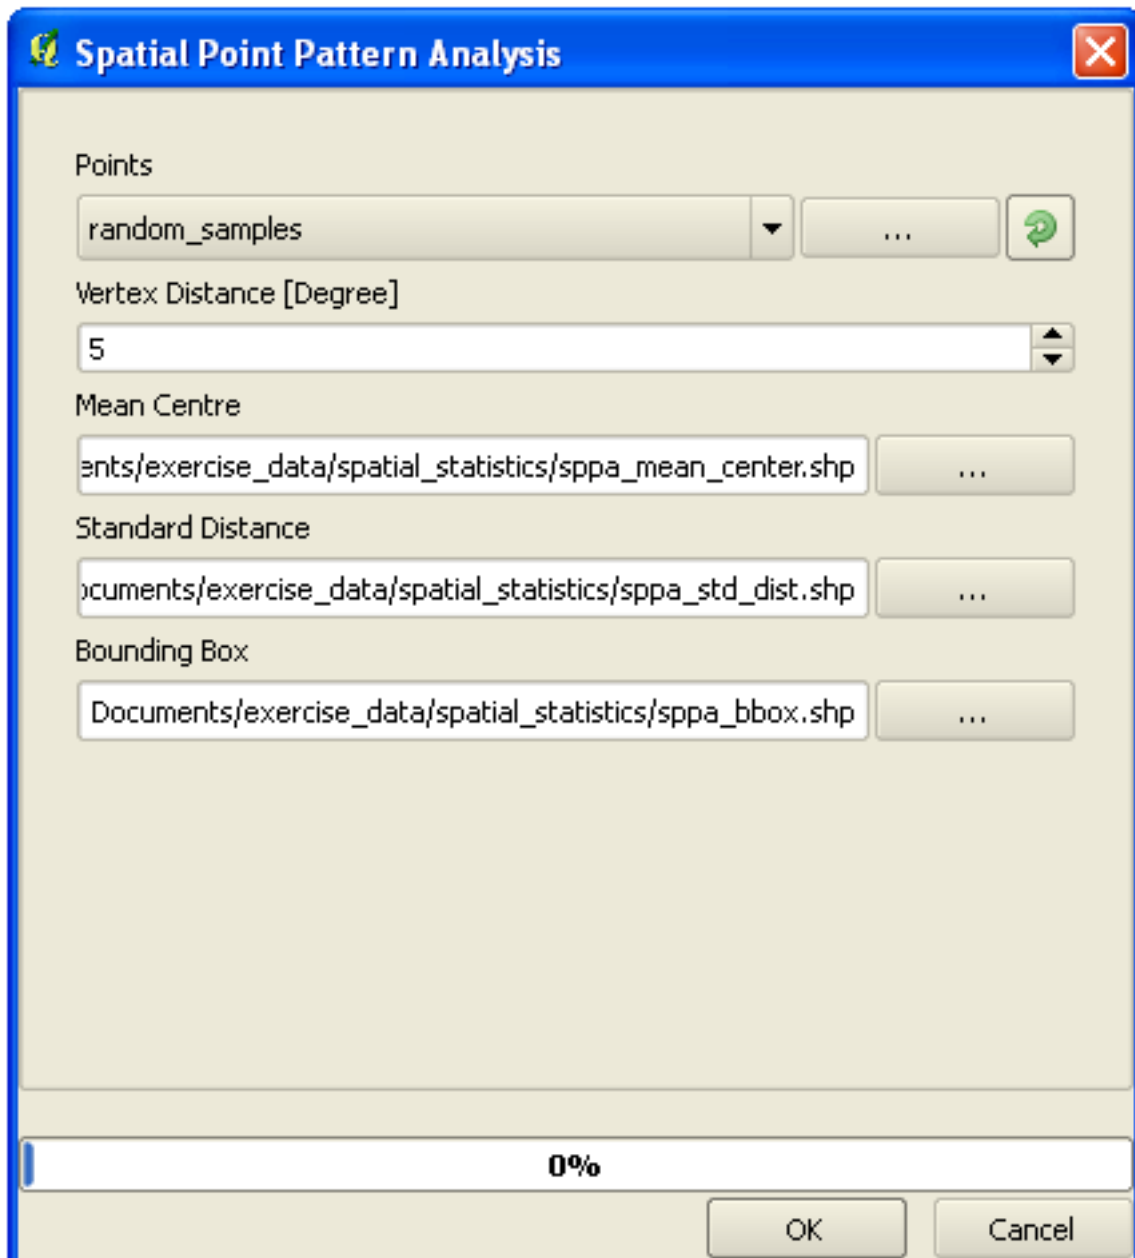 Spatial Point Pattern Analysis
Points
random_samples ...
Vertex Distance [Degree]
5
Mean Centre
ents/exercise_data/spatial_statistics/sppa_mean_center.shp ...
Standard Distance
ocuments/exercise_data/spatial_statistics/sppa_std_dist.shp ...
Bounding Box
Documents/exercise_data/spatial_statistics/sppa_bbox.shp ...
0%
OK Cancel